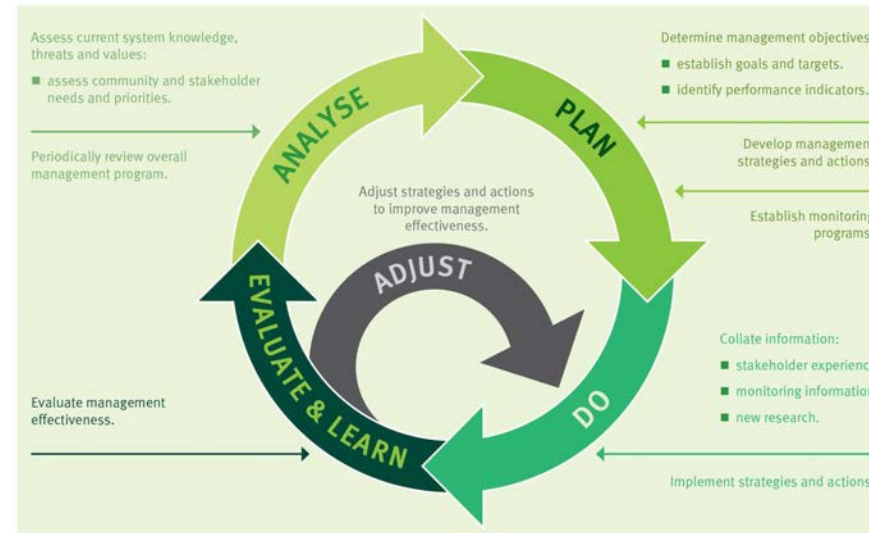 Assess current system knowledge,
threats and values:
■ assess community and stakeholder
needs and priorities.
Periodically review overall
management program.
ANALYSE
PLAN
Determine management objectives
■ establish goals and targets.
■ identify performance indicators.
Develop managemen
strategies and actions
Establish monitoring
programs
Adjust strategies and actions
to improve management
effectiveness.
ADJUST
EVALUATE & LEARN
DO
Collate information:
■ stakeholder experienc
■ monitoring information
■ new research.
Evaluate management
effectiveness.
Implement strategies and actions